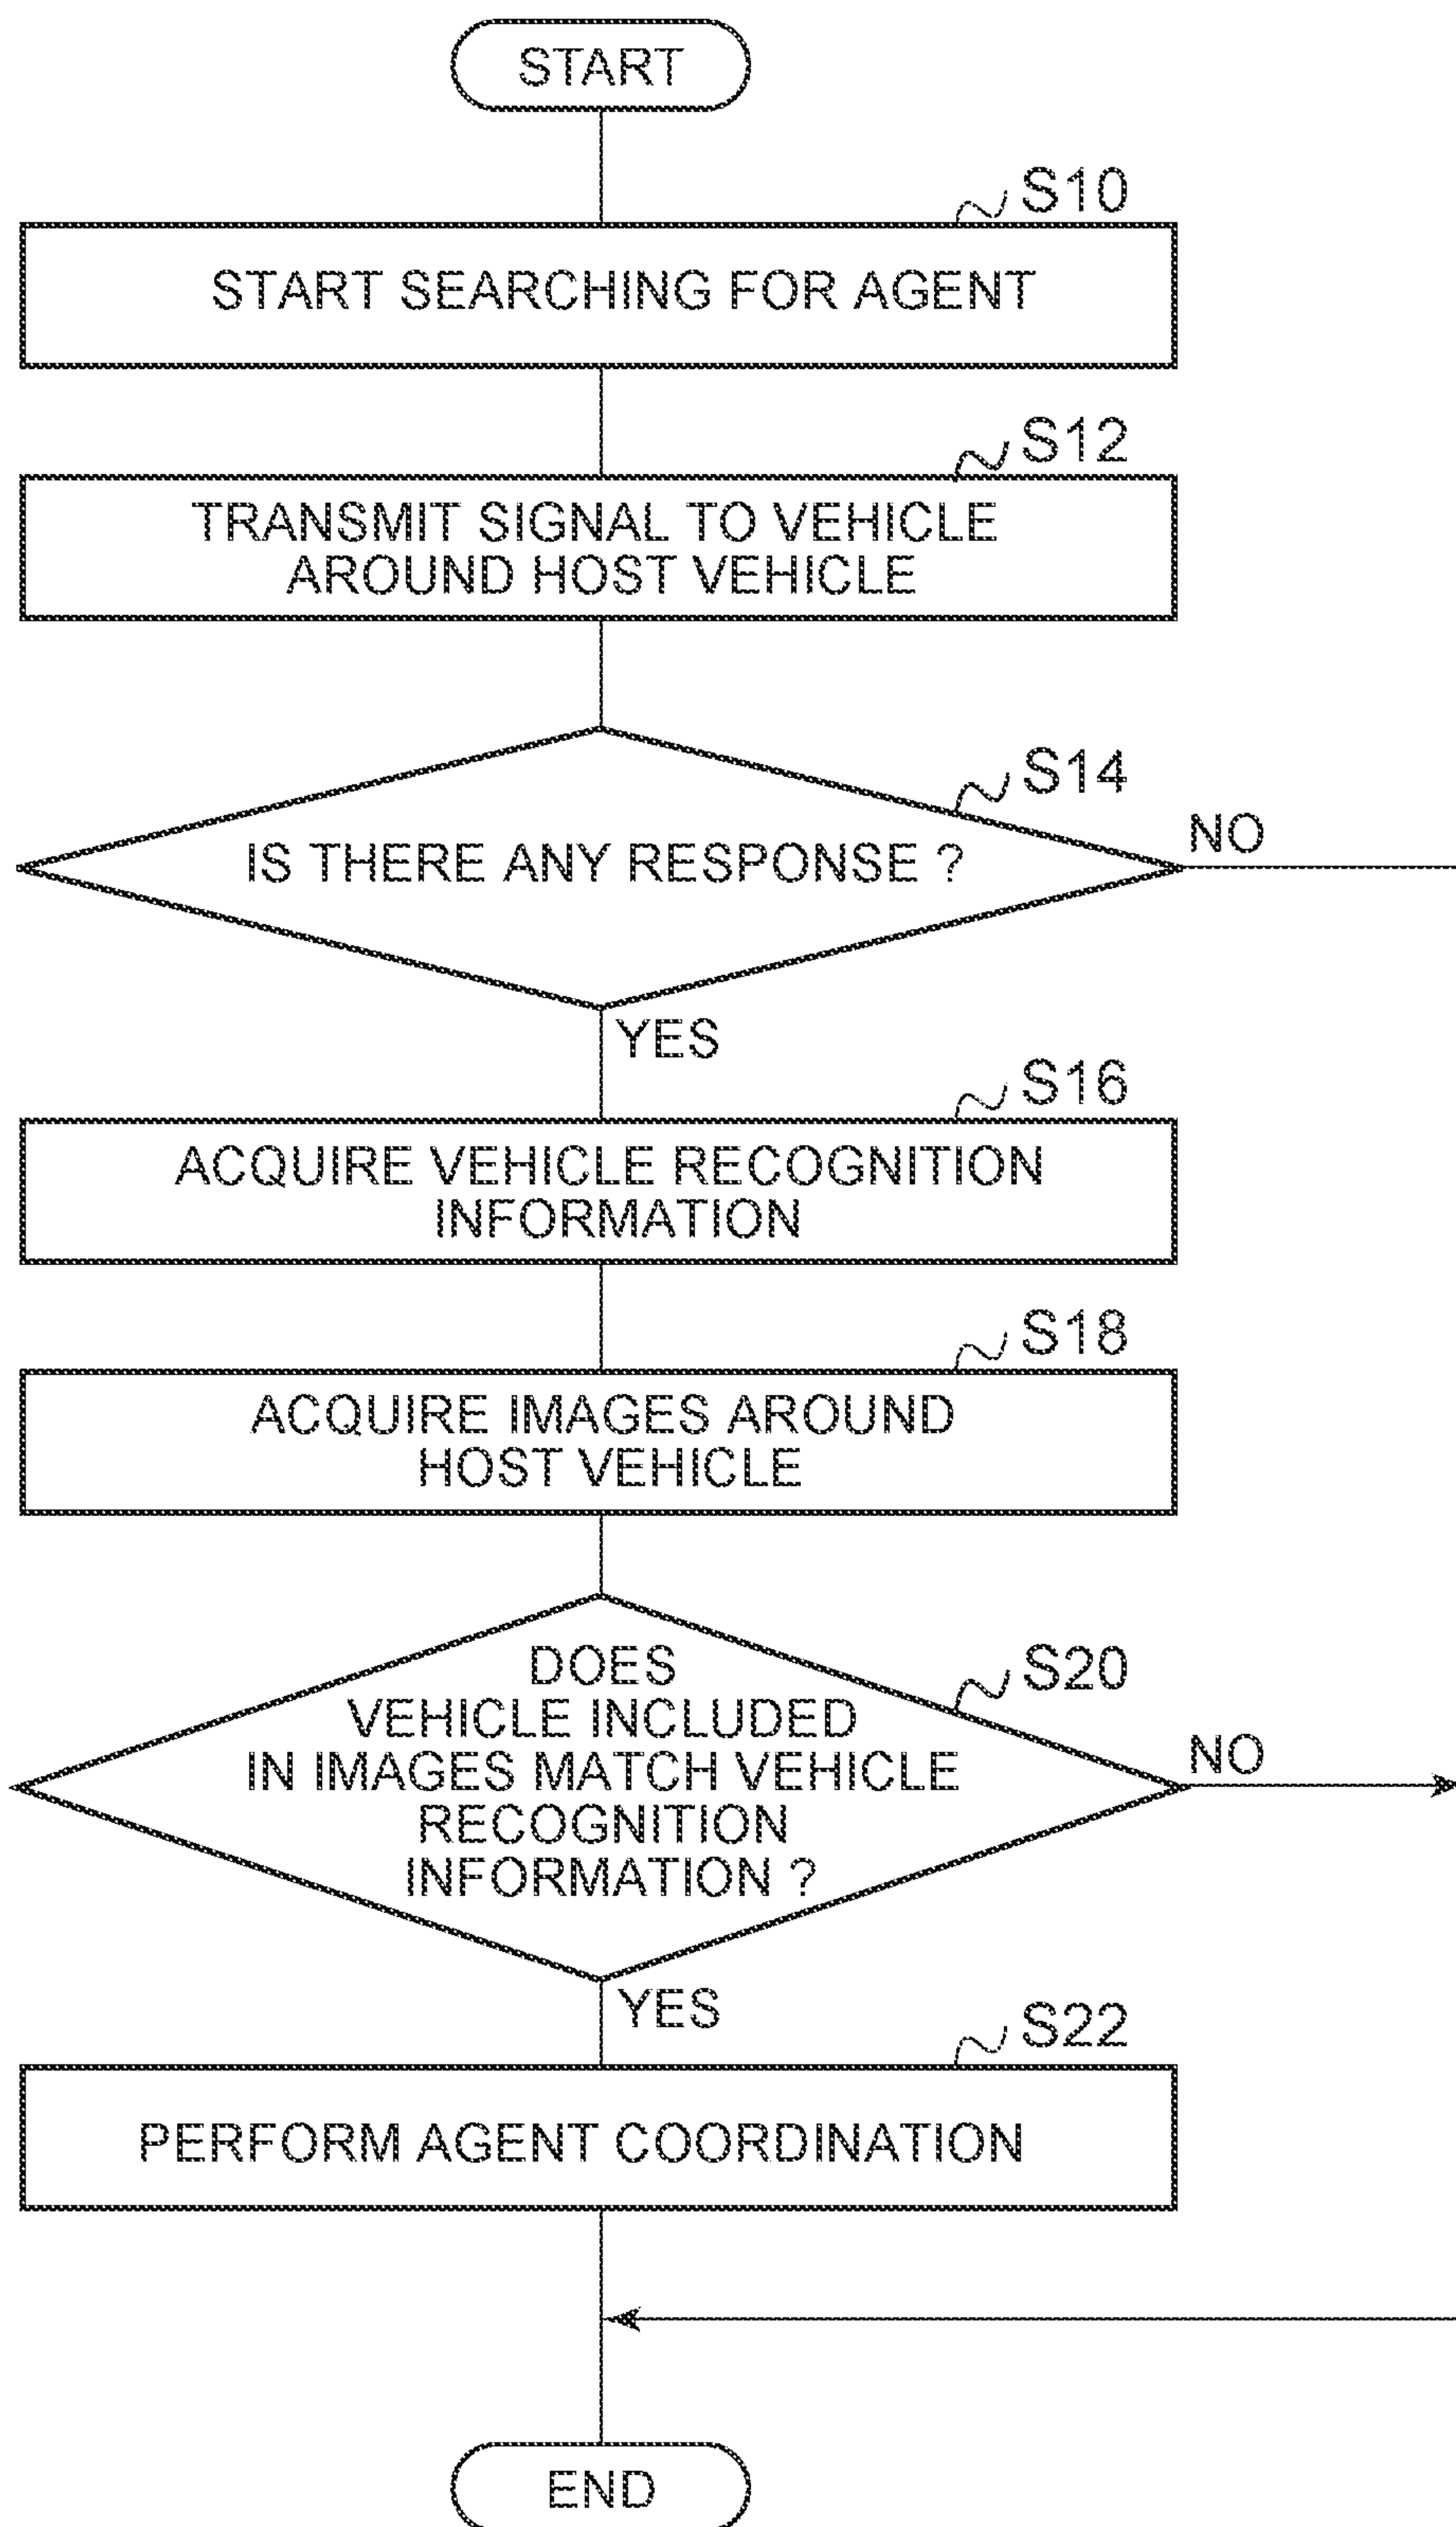 START
S10
START SEARCHING FOR AGENT
S12
TRANSMIT SIGNAL TO VEHICLE
AROUND HOST VEHICLE
S14
NO
IS THERE ANY RESPONSE ?
YES
S16
ACQUIRE VEHICLE RECOGNITION
INFORMATION
S18
ACQUIRE IMAGES AROUND
HOST VEHICLE
S20
DOES
VEHICLE INCLUDED
IN IMAGES MATCH VEHICLE
RECOGNITION
INFORMATION ?
NO
YES
S22
PERFORM AGENT COORDINATION
END